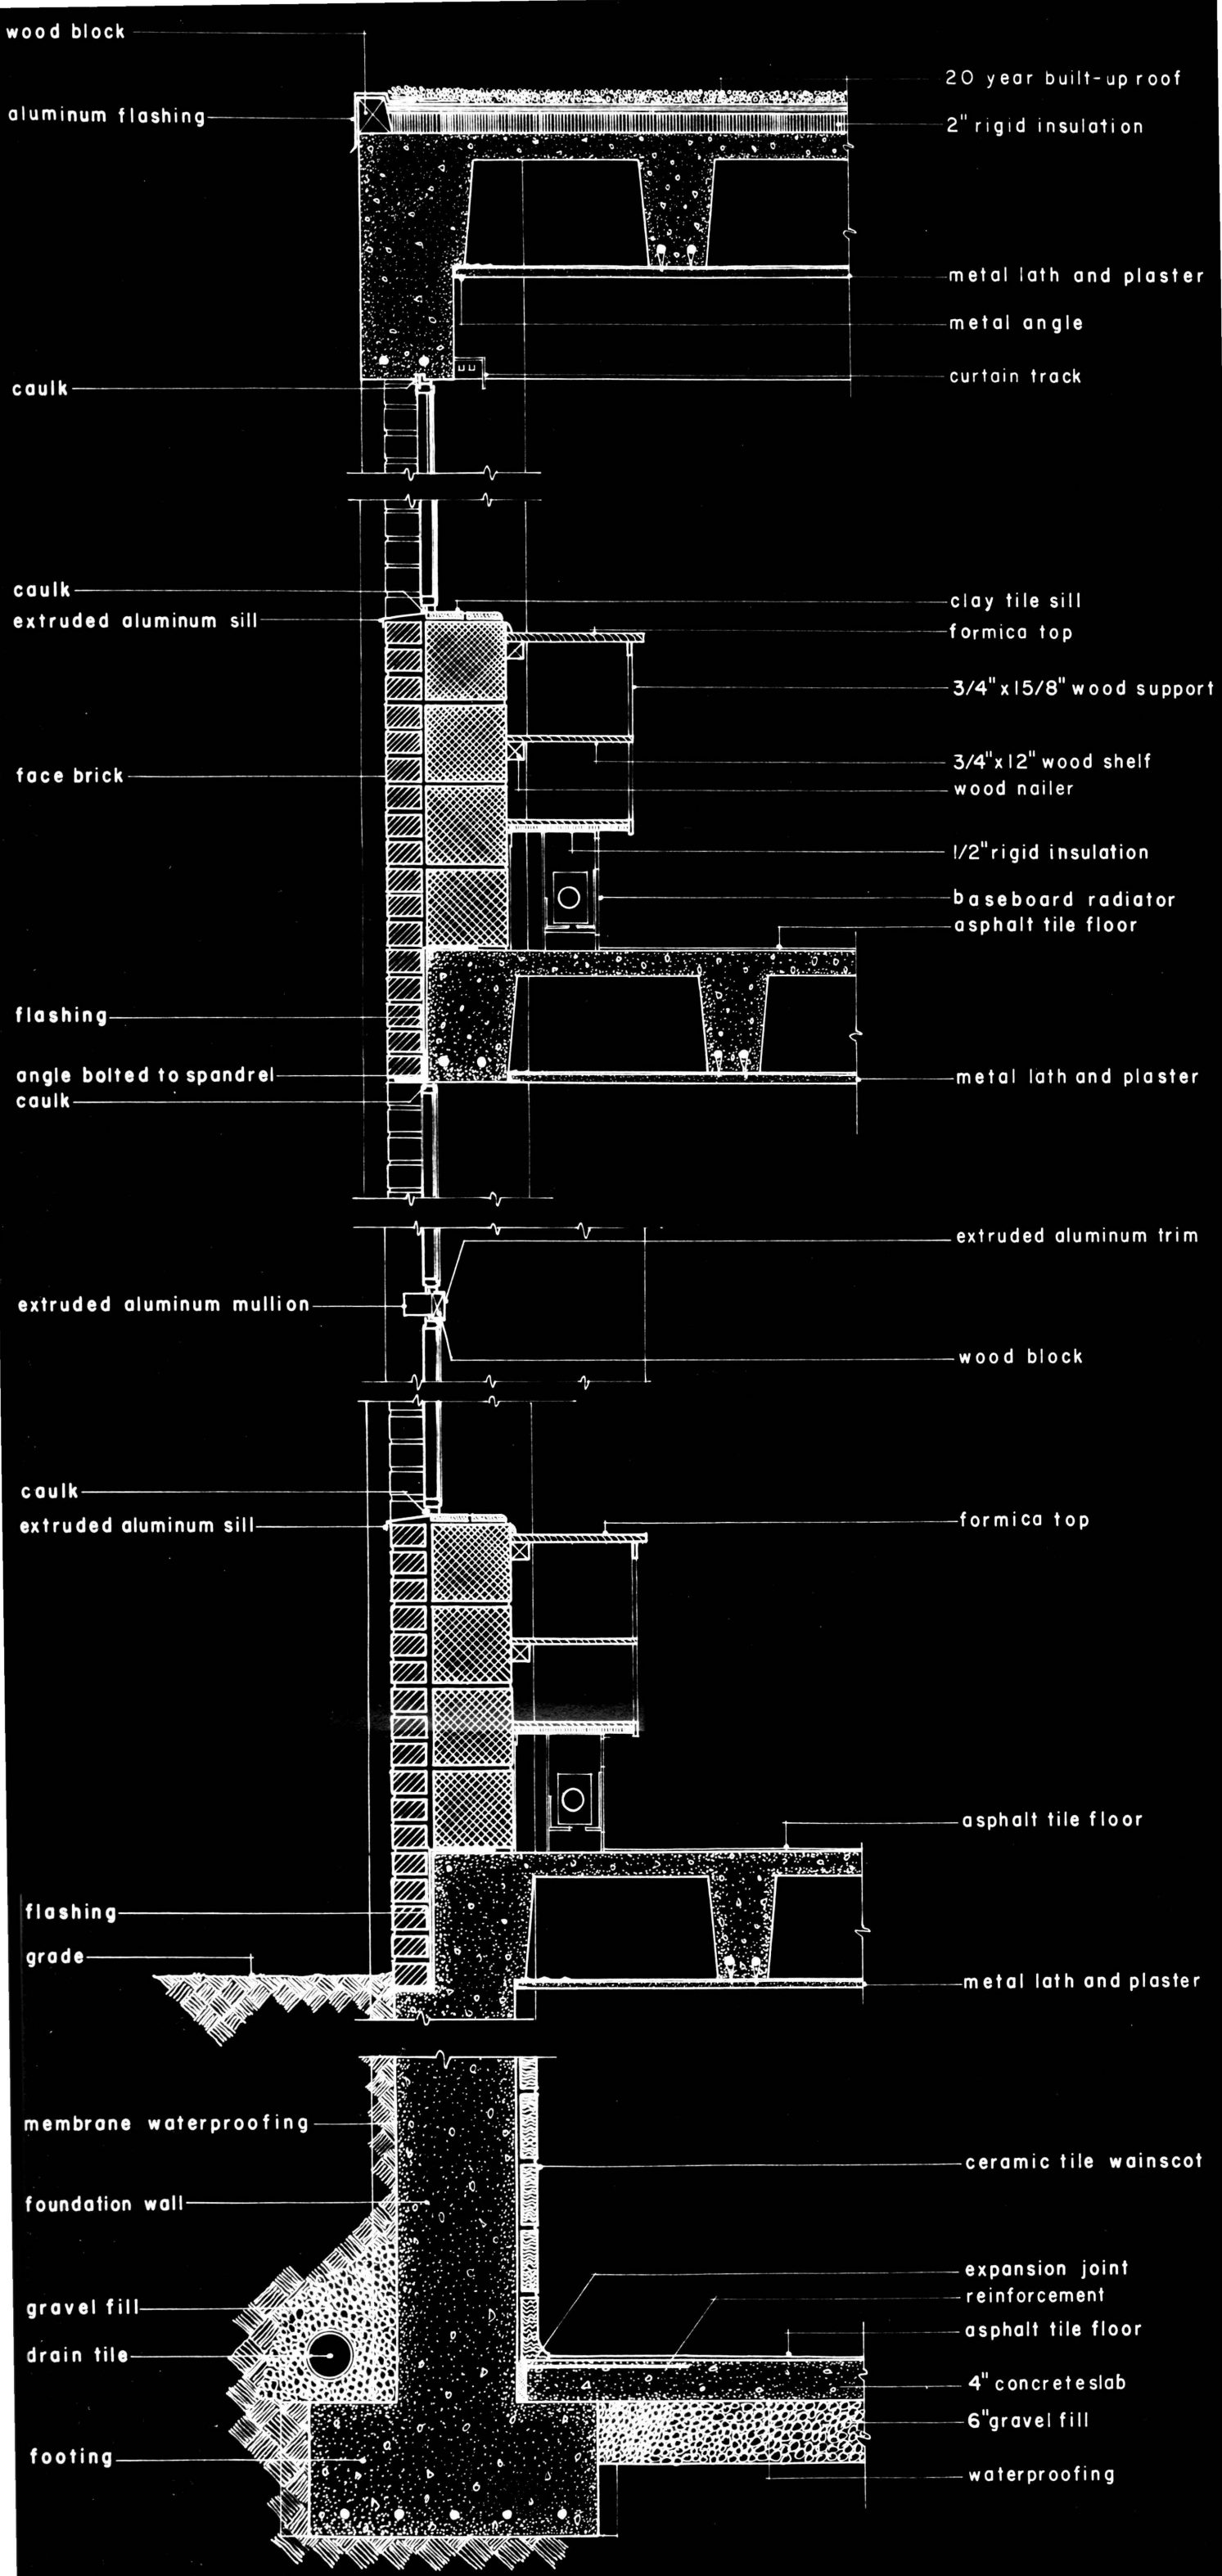 wood block
20 year built-up roof
aluminum flashing
2" rigid insulation
metal lath and plaster
metal angle
curtain track
caulk
caulk
clay tile sill
extruded aluminum sill
formica top
3/4"x15/8" wood support
3/4"x12" wood shelf
face brick
wood nailer
1/2" rigid insulation
baseboard radiator
asphalt tile floor
flashing
angle bolted to spandrel
metal lath and plaster
caulk
extruded aluminum trim
extruded aluminum mullion
wood block
caulk
formica top
extruded aluminum sill
asphalt tile floor
flashing
grade
metal lath and plaster
membrane waterproofing
ceramic tile wainscot
foundation wall
expansion joint
reinforcement
gravel fill
asphalt tile floor
drain tile
4" concrete slab
6" gravel fill
footing
waterproofing